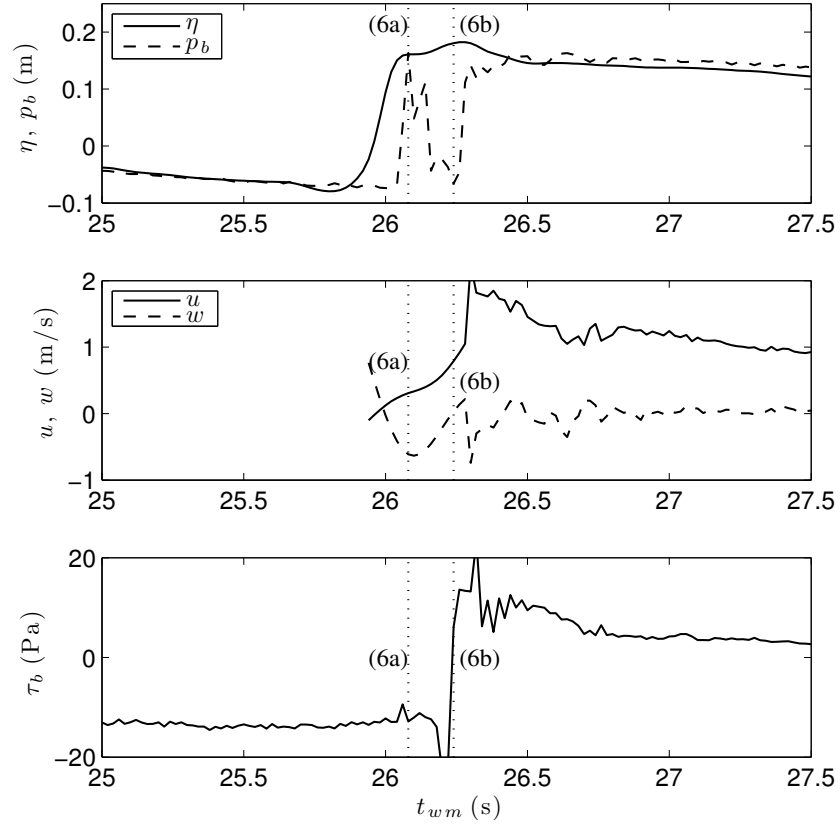 (6a) (6b)
η
p_b
0.2
0.1
0
−0.1
η, p_b (m)
25 25.5 26 26.5 27 27.5
u
w
(6a)
(6b)
2
1
0
−1
u, w (m/s)
25 25.5 26 26.5 27 27.5
20
0
−20
τ_b (Pa)
(6a) (6b)
25 25.5 26 26.5 27 27.5
t_{wm} (s)